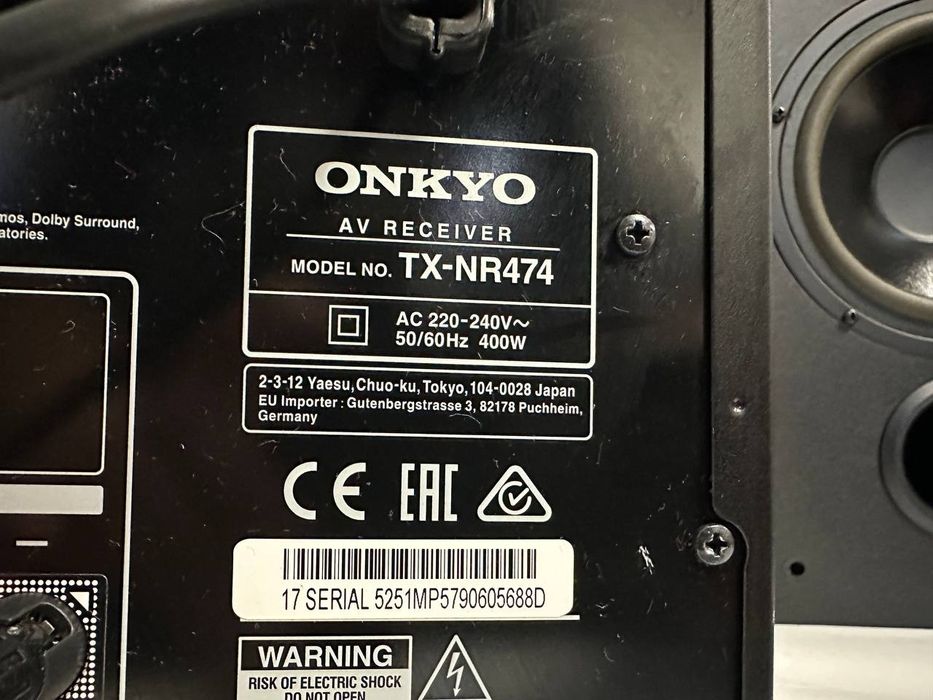 mos, Dolby Surround,
atories.
ONKYO
AV RECEIVER
MODEL NO. TX-NR474
AC 220-240V~
50/60Hz 400W
2-3-12 Yaesu, Chuo-ku, Tokyo, 104-0028 Japan
EU Importer : Gutenbergstrasse 3, 82178 Puchheim,
Germany
CE EAC
17 SERIAL 5251MP5790605688D
WARNING
RISK OF ELECTRIC SHOCK
DO NOT OPEN